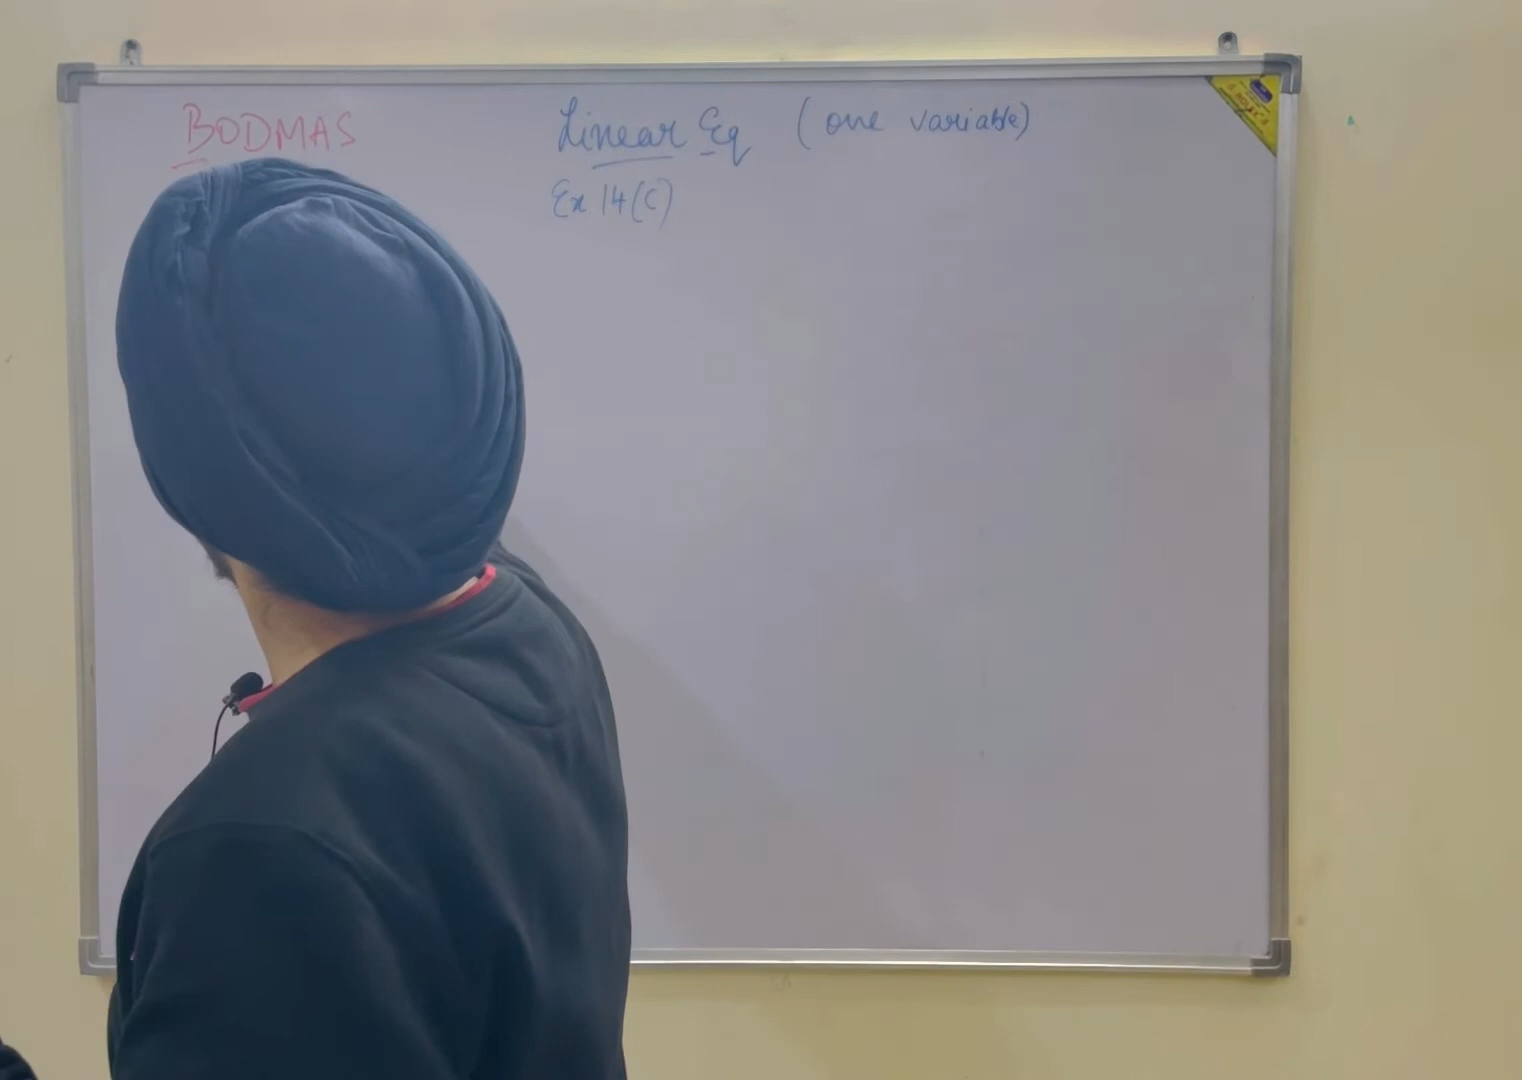 BODMAS
Linear Eq (one variable)
Ex 14(C)